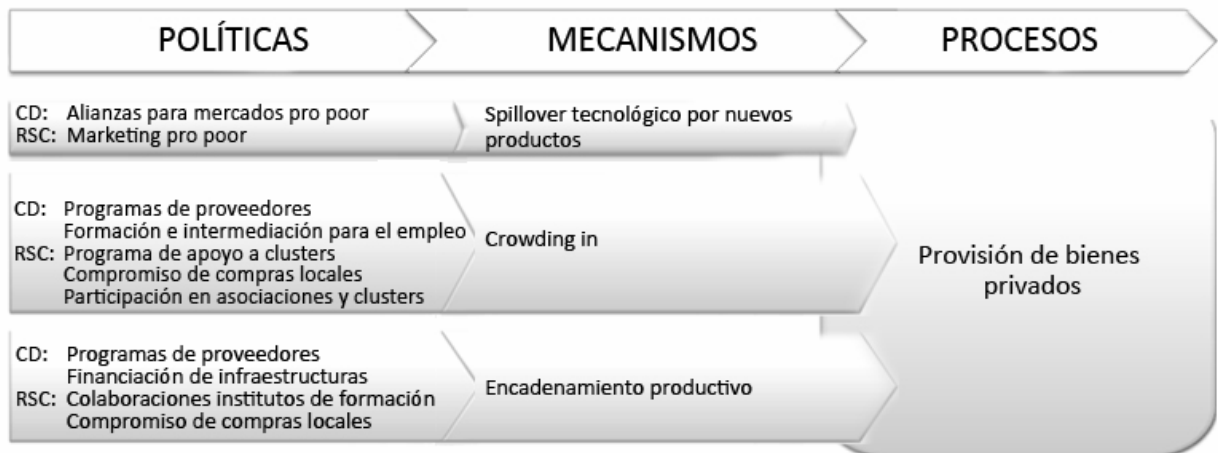 POLÍTICAS
MECANISMOS
PROCESOS
CD: Alianzas para mercados pro poor
RSC: Marketing pro poor
Spillover tecnológico por nuevos
productos
CD: Programas de proveedores
Formación e intermediación para el empleo
RSC: Programa de apoyo a clusters
Compromiso de compras locales
Participación en asociaciones y clusters
Crowding in
CD: Programas de proveedores
Financiación de infraestructuras
RSC: Colaboraciones institutos de formación
Compromiso de compras locales
Encadenamiento productivo
Provisión de bienes
privados